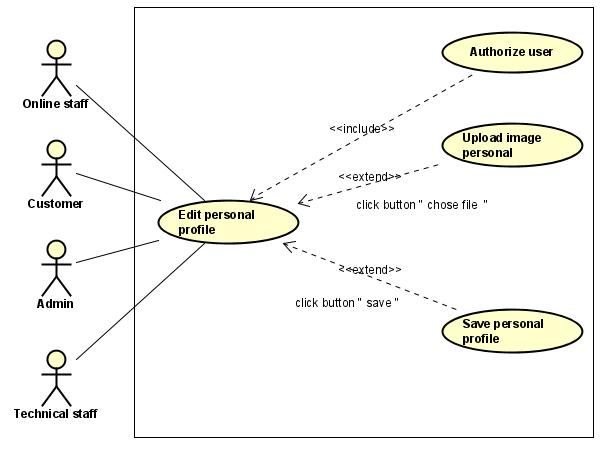 Online staff
Customer
Admin
Technical staff
Edit personal
profile
Authorize user
<<include>>
Upload image
personal
<<extend>>
click button " chose file "
<<extend>>
click button " save "
Save personal
profile